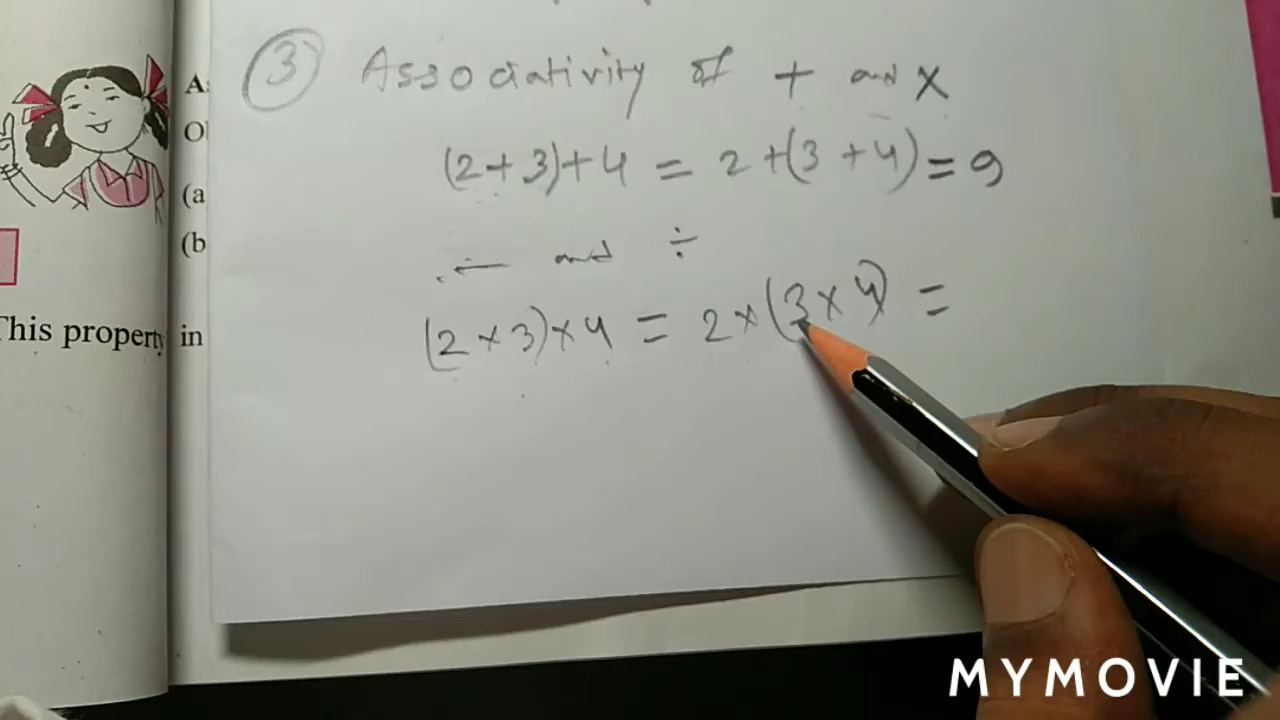 ③ Associativity of + and ×
(2+3)+4 = 2+(3+4) = 9
- and ÷
(2×3)×4 = 2×(3×4) =
A
O
(a
(b
This property in
MYMOVIE